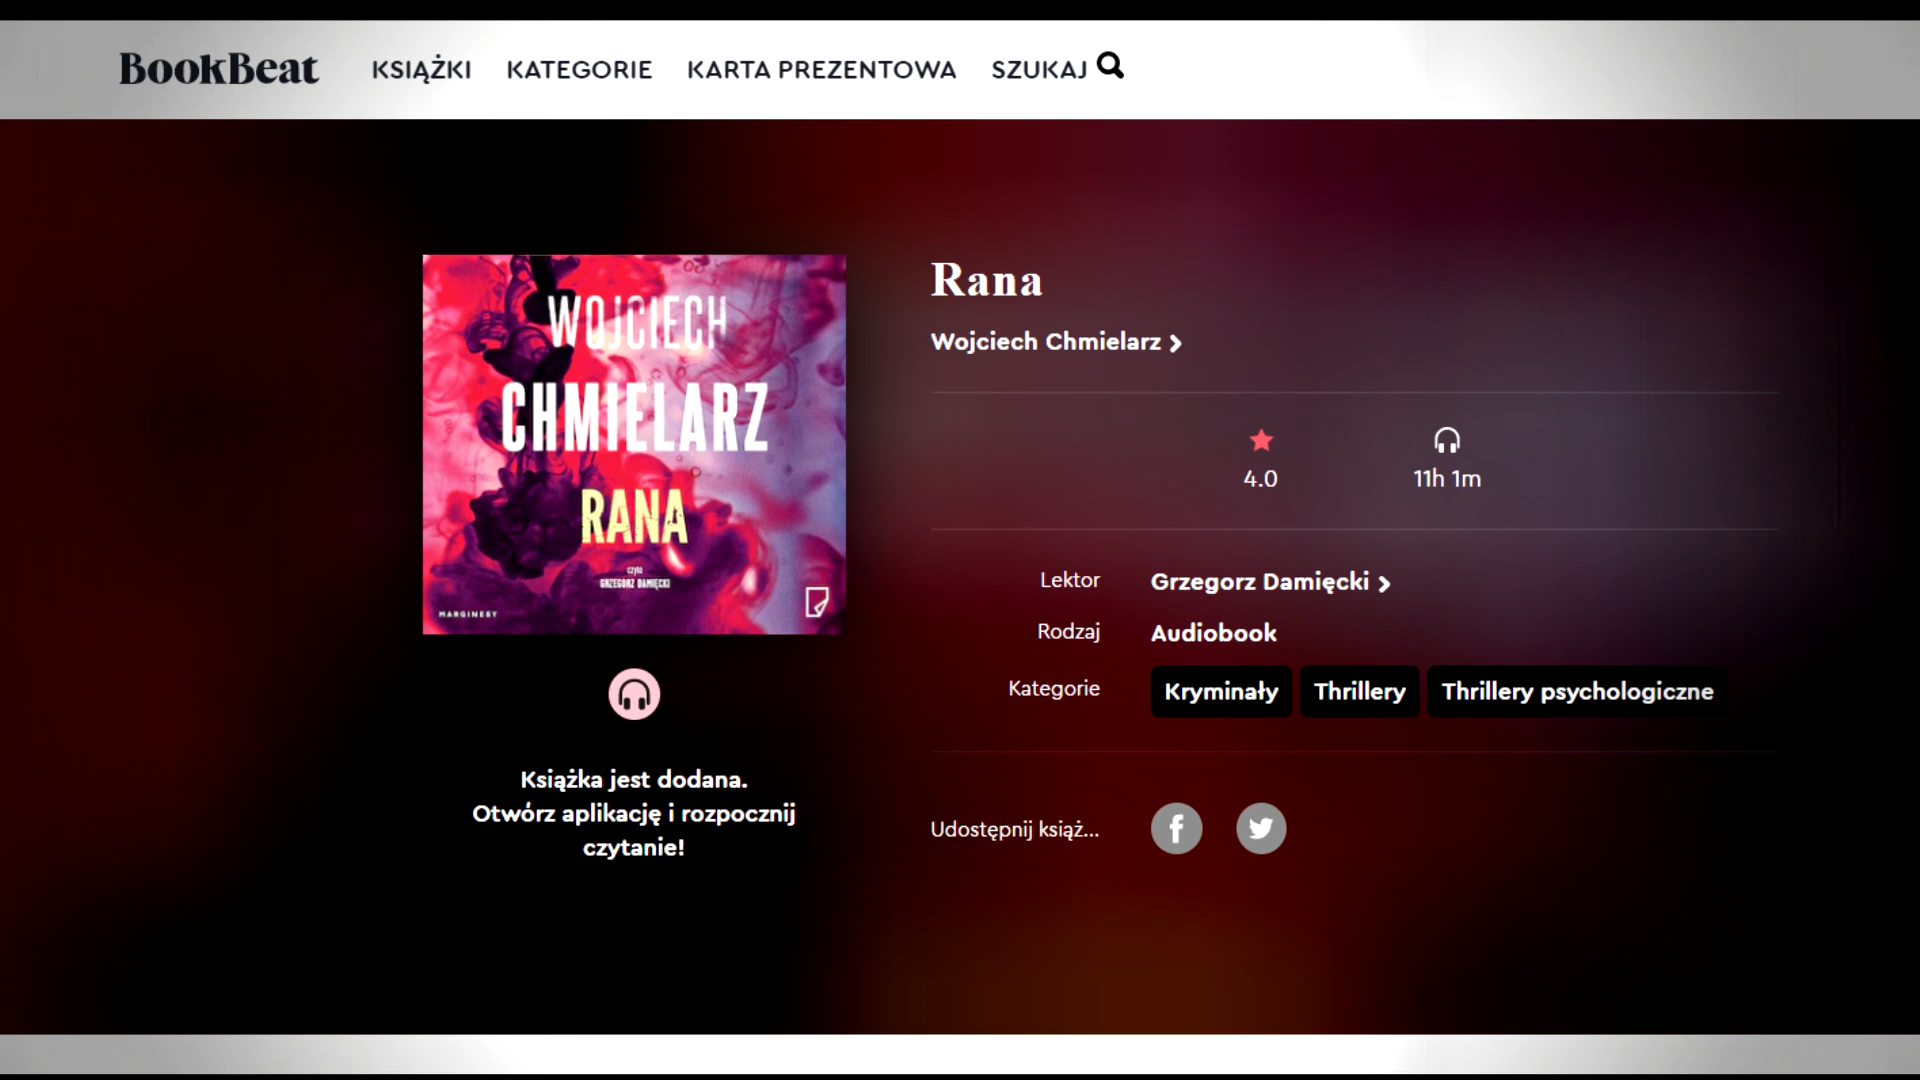 BookBeat KSIĄŻKI KATEGORIE KARTA PREZENTOWA SZUKAJ
WOJCIECH
CHMIELARZ
RANA
czyta
GRZEGORZ DAMIĘCKI
MARGINESY
Książka jest dodana.
Otwórz aplikację i rozpocznij
czytanie!
Rana
Wojciech Chmielarz
4.0 11h 1m
Lektor Grzegorz Damięcki
Rodzaj Audiobook
Kategorie Kryminały Thrillery Thrillery psychologiczne
Udostępnij książ...